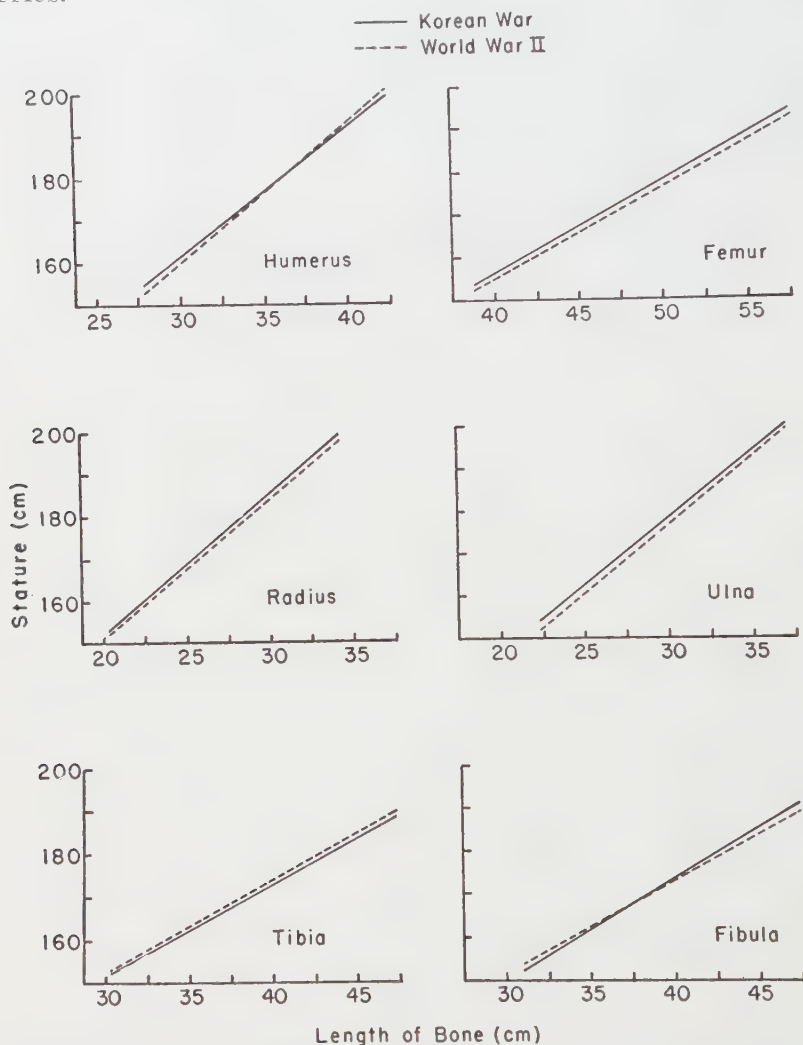 Korean War
World War II
200
180
160
25 30 35 40
Humerus
40 45 50 55
Femur
Stature (cm)
200
180
160
20 25 30 35
Radius
20 25 30 35
Ulna
200
180
160
30 35 40 45
Tibia
30 35 40 45
Fibula
Length of Bone (cm)